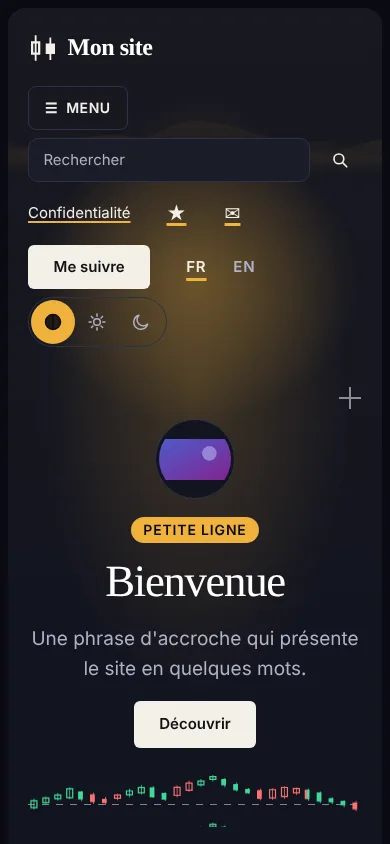 Mon site
☰ MENU
Rechercher
Confidentialité ★ ✉
Me suivre FR EN
PETITE LIGNE
Bienvenue
Une phrase d'accroche qui présente
le site en quelques mots.
Découvrir